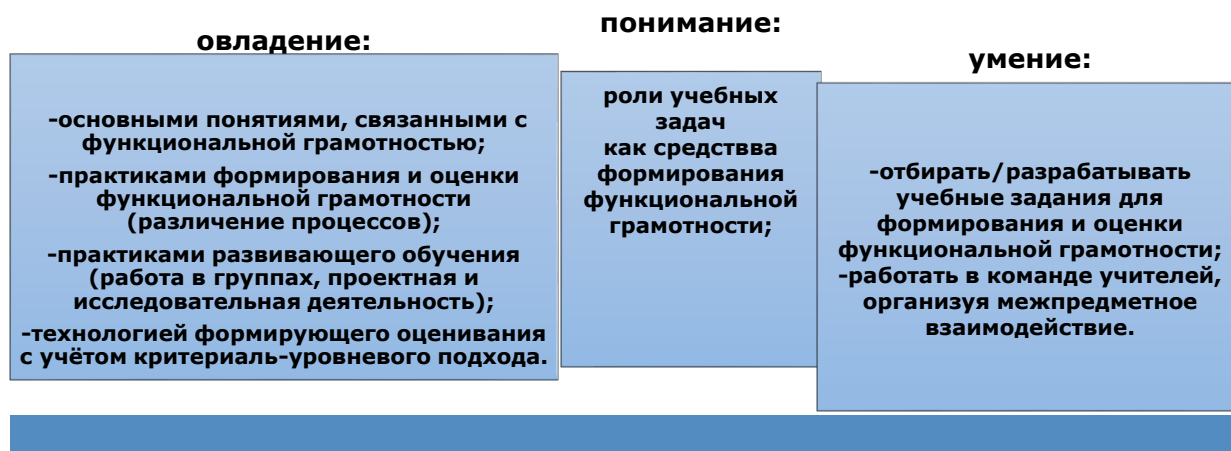 овладение:
-основными понятиями, связанными с
функциональной грамотностью;
-практиками формирования и оценки
функциональной грамотности
(различение процессов);
-практиками развивающего обучения
(работа в группах, проектная и
исследовательная деятельность);
-технологией формирующего оценивания
с учётом критериаль-уровневого подхода.
понимание:
роли учебных
задач
как средствва
формирования
функциональной
грамотности;
умение:
-отбирать/разрабатывать
учебные задания для
формирования и оценки
функциональной грамотности;
-работать в команде учителей,
организуя межпредметное
взаимодействие.